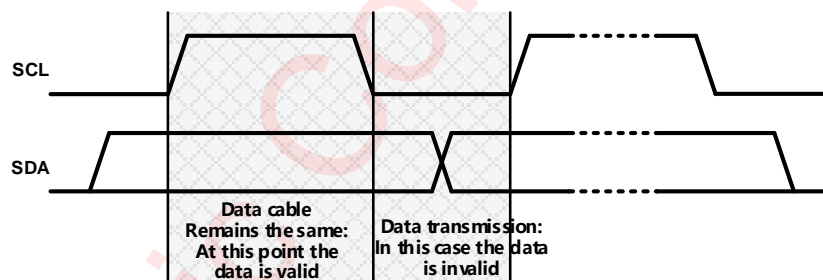 SCL
SDA
Data cable
Remains the same:
At this point the
data is valid
Data transmission:
In this case the data
is invalid